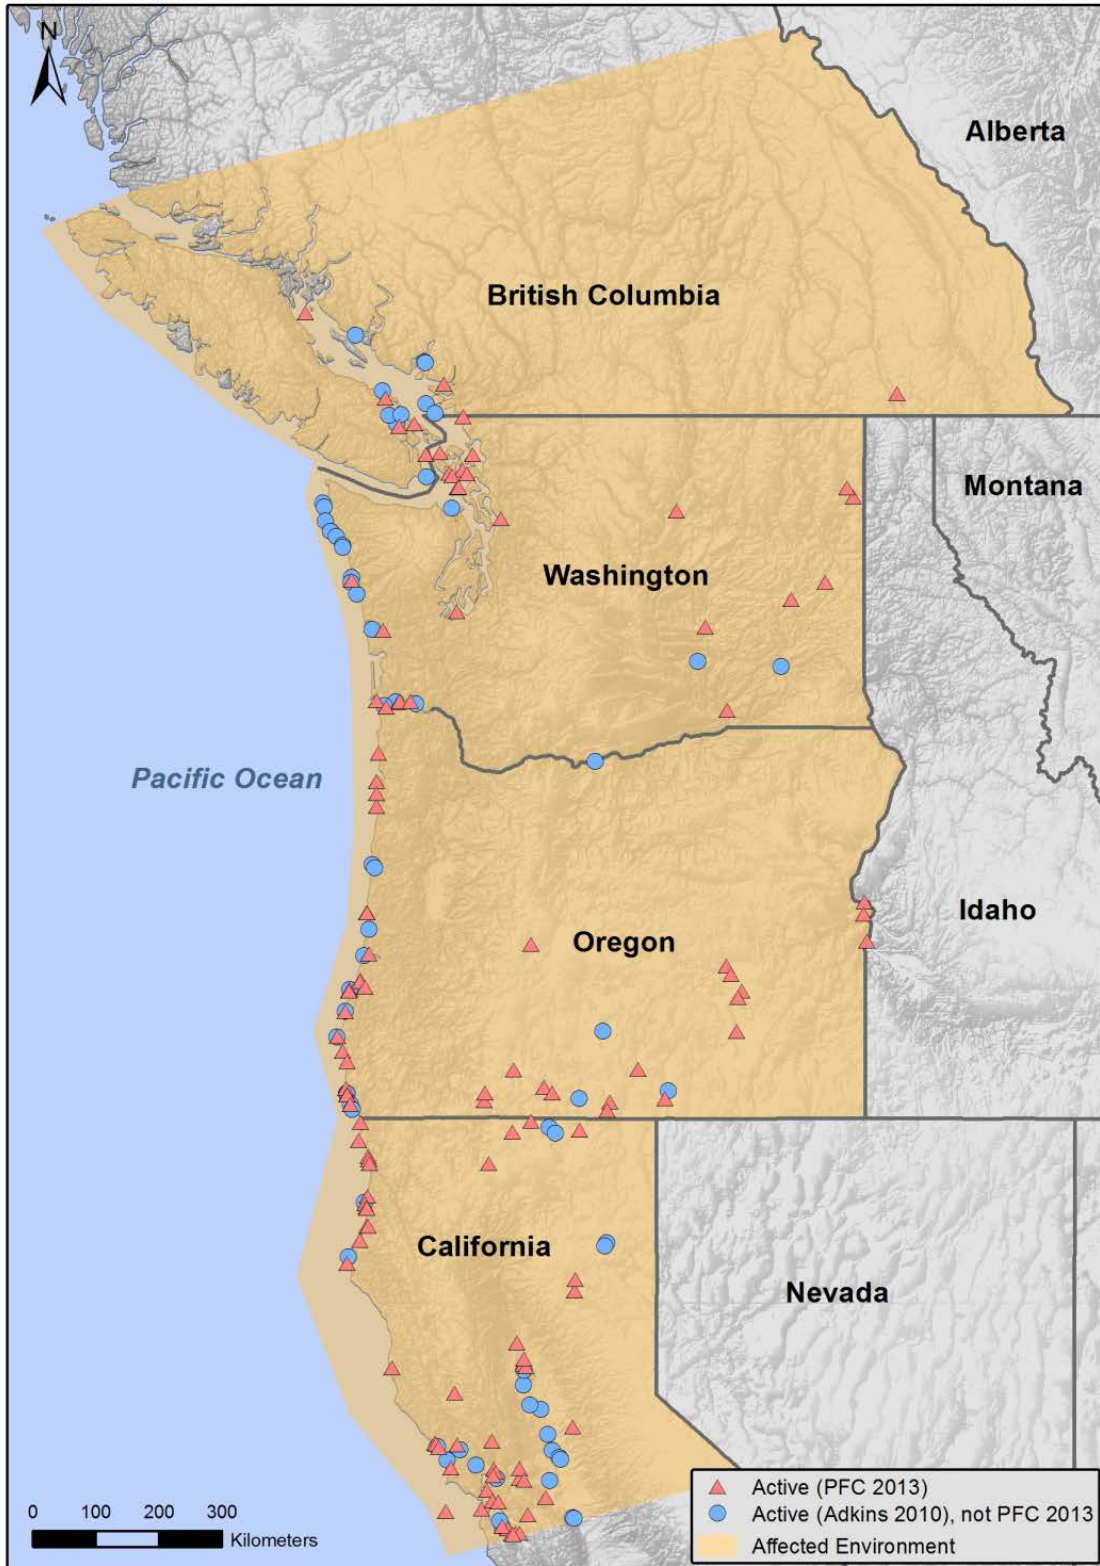 N
Alberta
British Columbia
Montana
Washington
Pacific Ocean
Idaho
Oregon
California
Nevada
Active (PFC 2013)
Active (Adkins 2010), not PFC 2013
Affected Environment
0 100 200 300
Kilometers